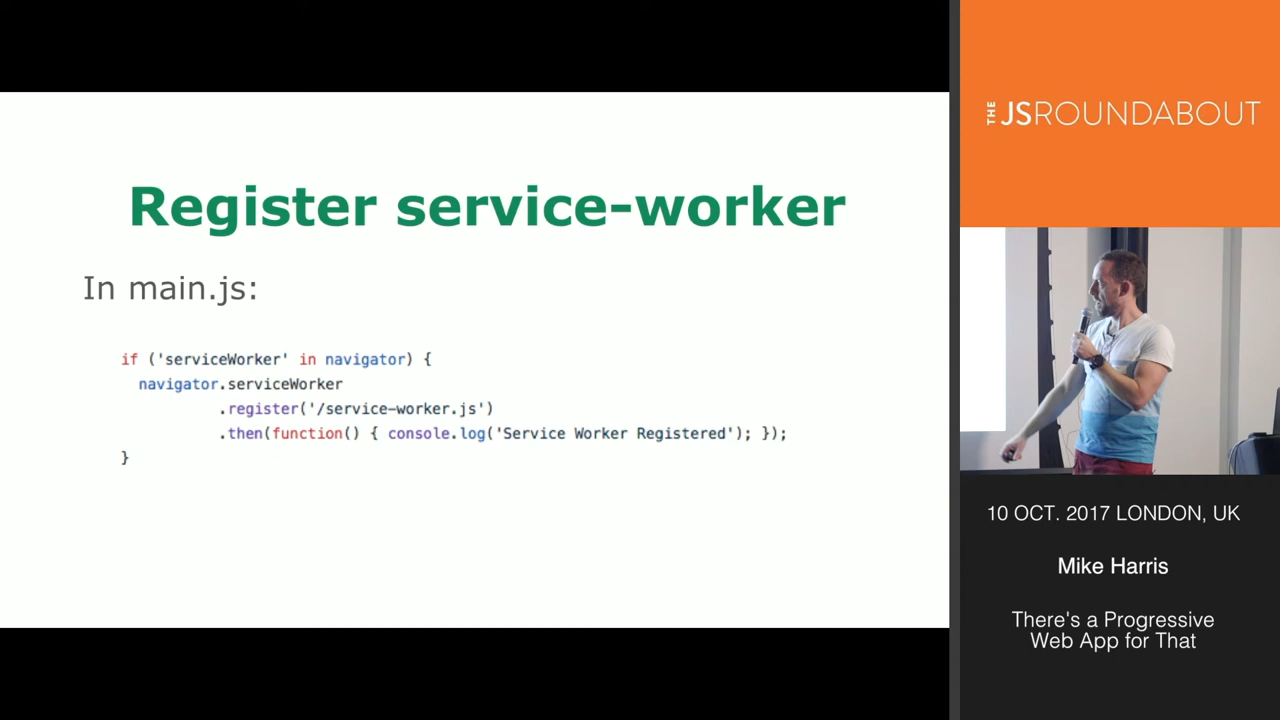 Register service-worker
In main.js:
if ('serviceWorker' in navigator) {
navigator.serviceWorker
.register('/service-worker.js')
.then(function() { console.log('Service Worker Registered'); });
}
THE JSROUNDABOUT
10 OCT. 2017 LONDON, UK
Mike Harris
There's a Progressive
Web App for That